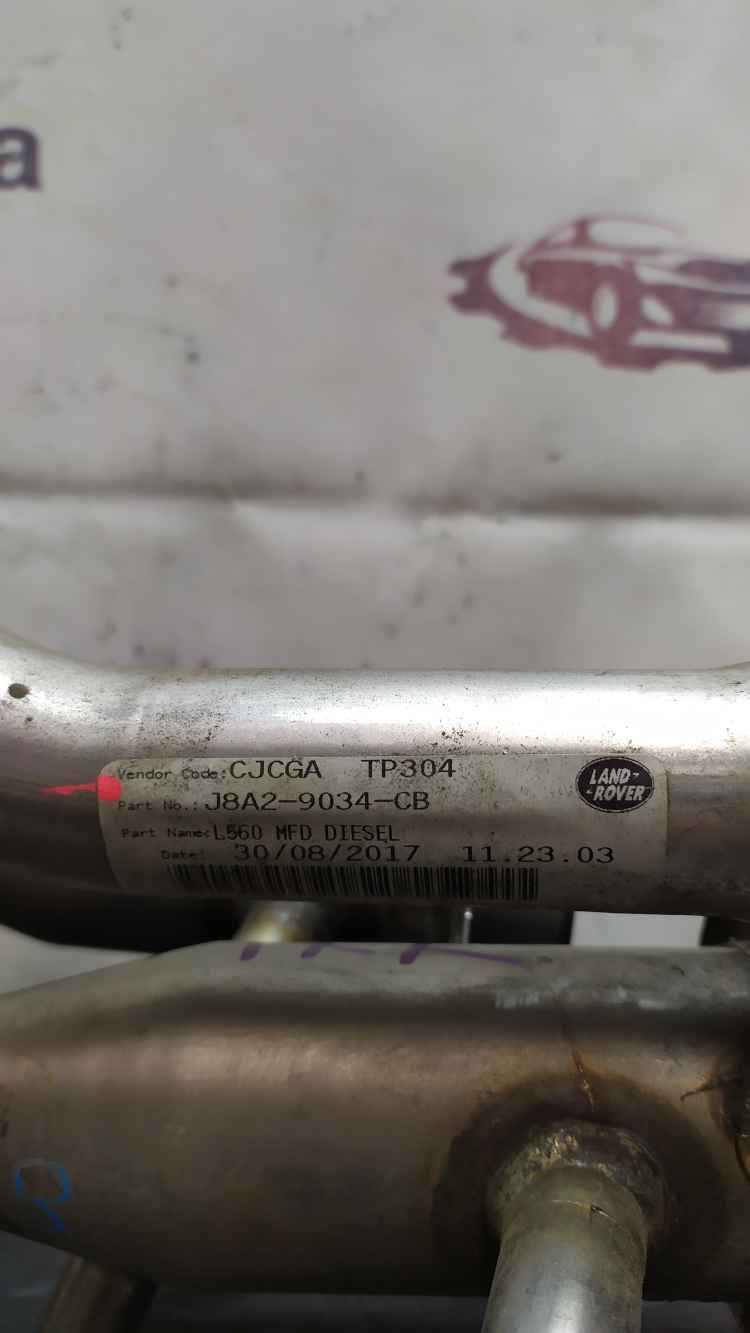 a
Vendor Code:CJCGA TP304
LAND-
-ROVER
Part No.:J8A2-9034-CB
Part Name:L560 MFD DIESEL
Date: 30/08/2017 11.23.03